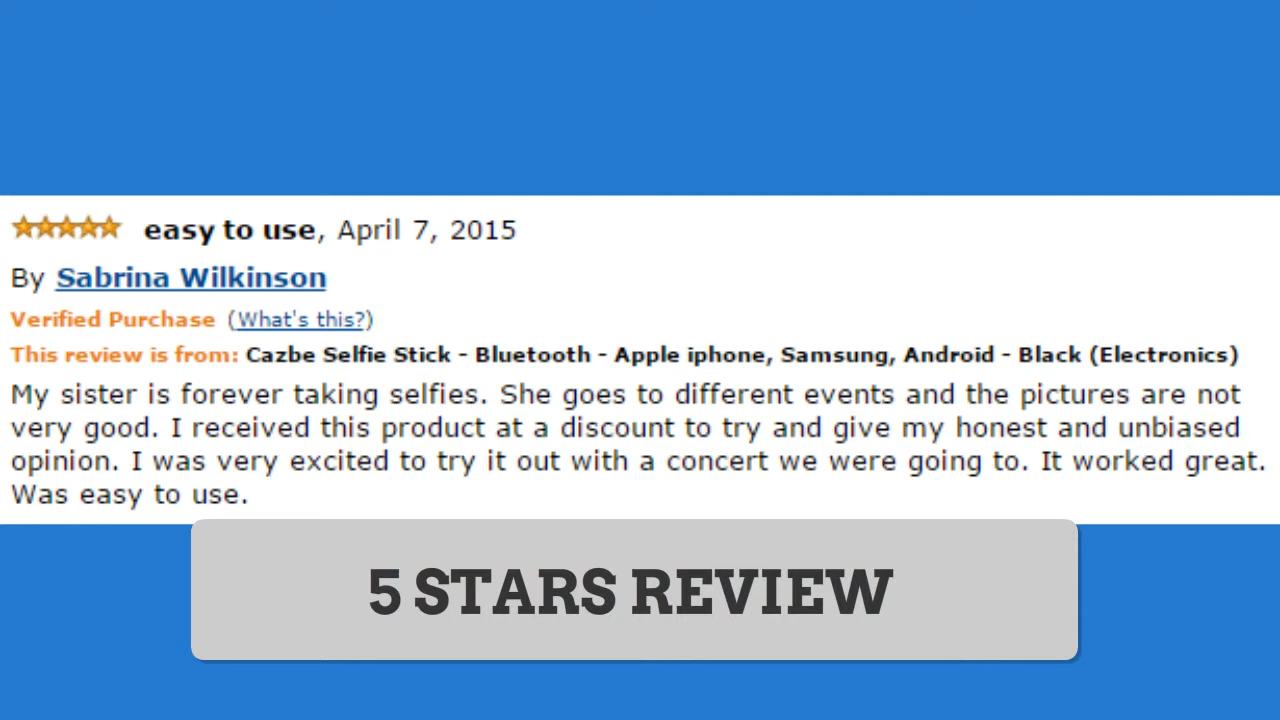 easy to use, April 7, 2015
By Sabrina Wilkinson
Verified Purchase (What's this?)
This review is from: Cazbe Selfie Stick - Bluetooth - Apple iphone, Samsung, Android - Black (Electronics)
My sister is forever taking selfies. She goes to different events and the pictures are not
very good. I received this product at a discount to try and give my honest and unbiased
opinion. I was very excited to try it out with a concert we were going to. It worked great.
Was easy to use.
5 STARS REVIEW